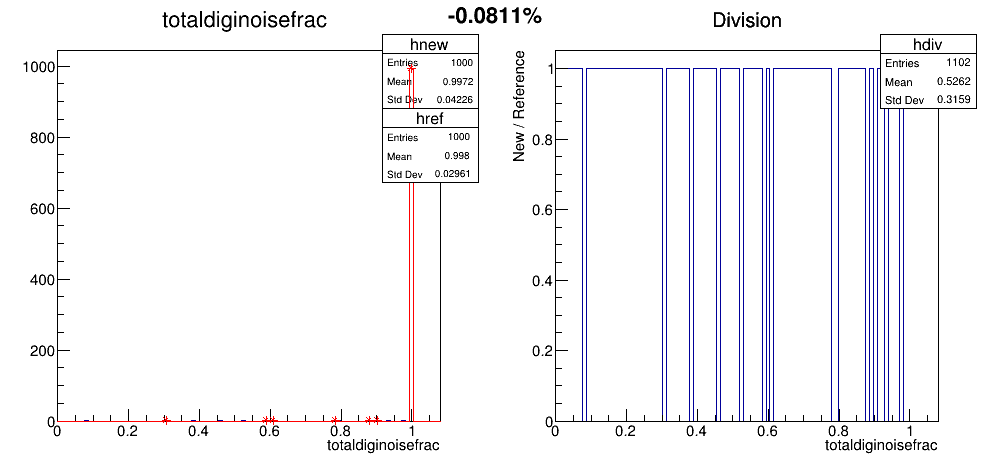 -0.0811%
totaldiginoisefrac
hnew
Entries 1000
Mean 0.9972
Std Dev 0.04226
href
Entries 1000
Mean 0.998
Std Dev 0.02961
1000
800
600
400
200
0
0 0.2 0.4 0.6 0.8 1
totaldiginoisefrac
Division
hdiv
Entries 1102
Mean 0.5262
Std Dev 0.3159
New / Reference
1
0.8
0.6
0.4
0.2
0
0 0.2 0.4 0.6 0.8 1
totaldiginoisefrac